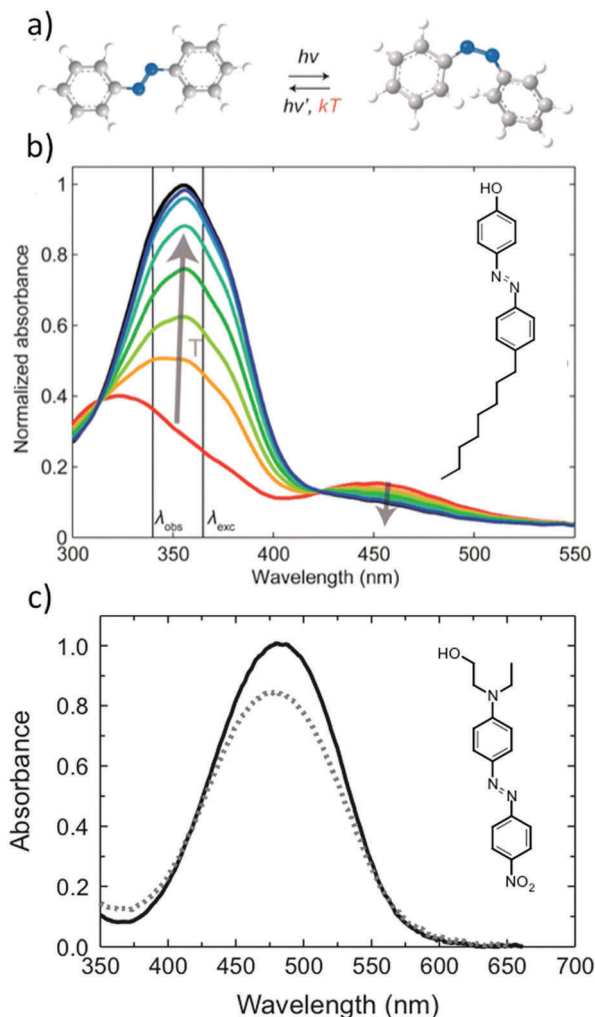 a)
hν
hν', kT
b)
Normalized absorbance
1
0.8
0.6
0.4
0.2
0
T
λobs
λexc
HO
N
N
300 350 400 450 500 550
Wavelength (nm)
c)
Absorbance
1.0
0.8
0.6
0.4
0.2
0.0
HO
N
N
N
NO2
350 400 450 500 550 600 650 700
Wavelength (nm)